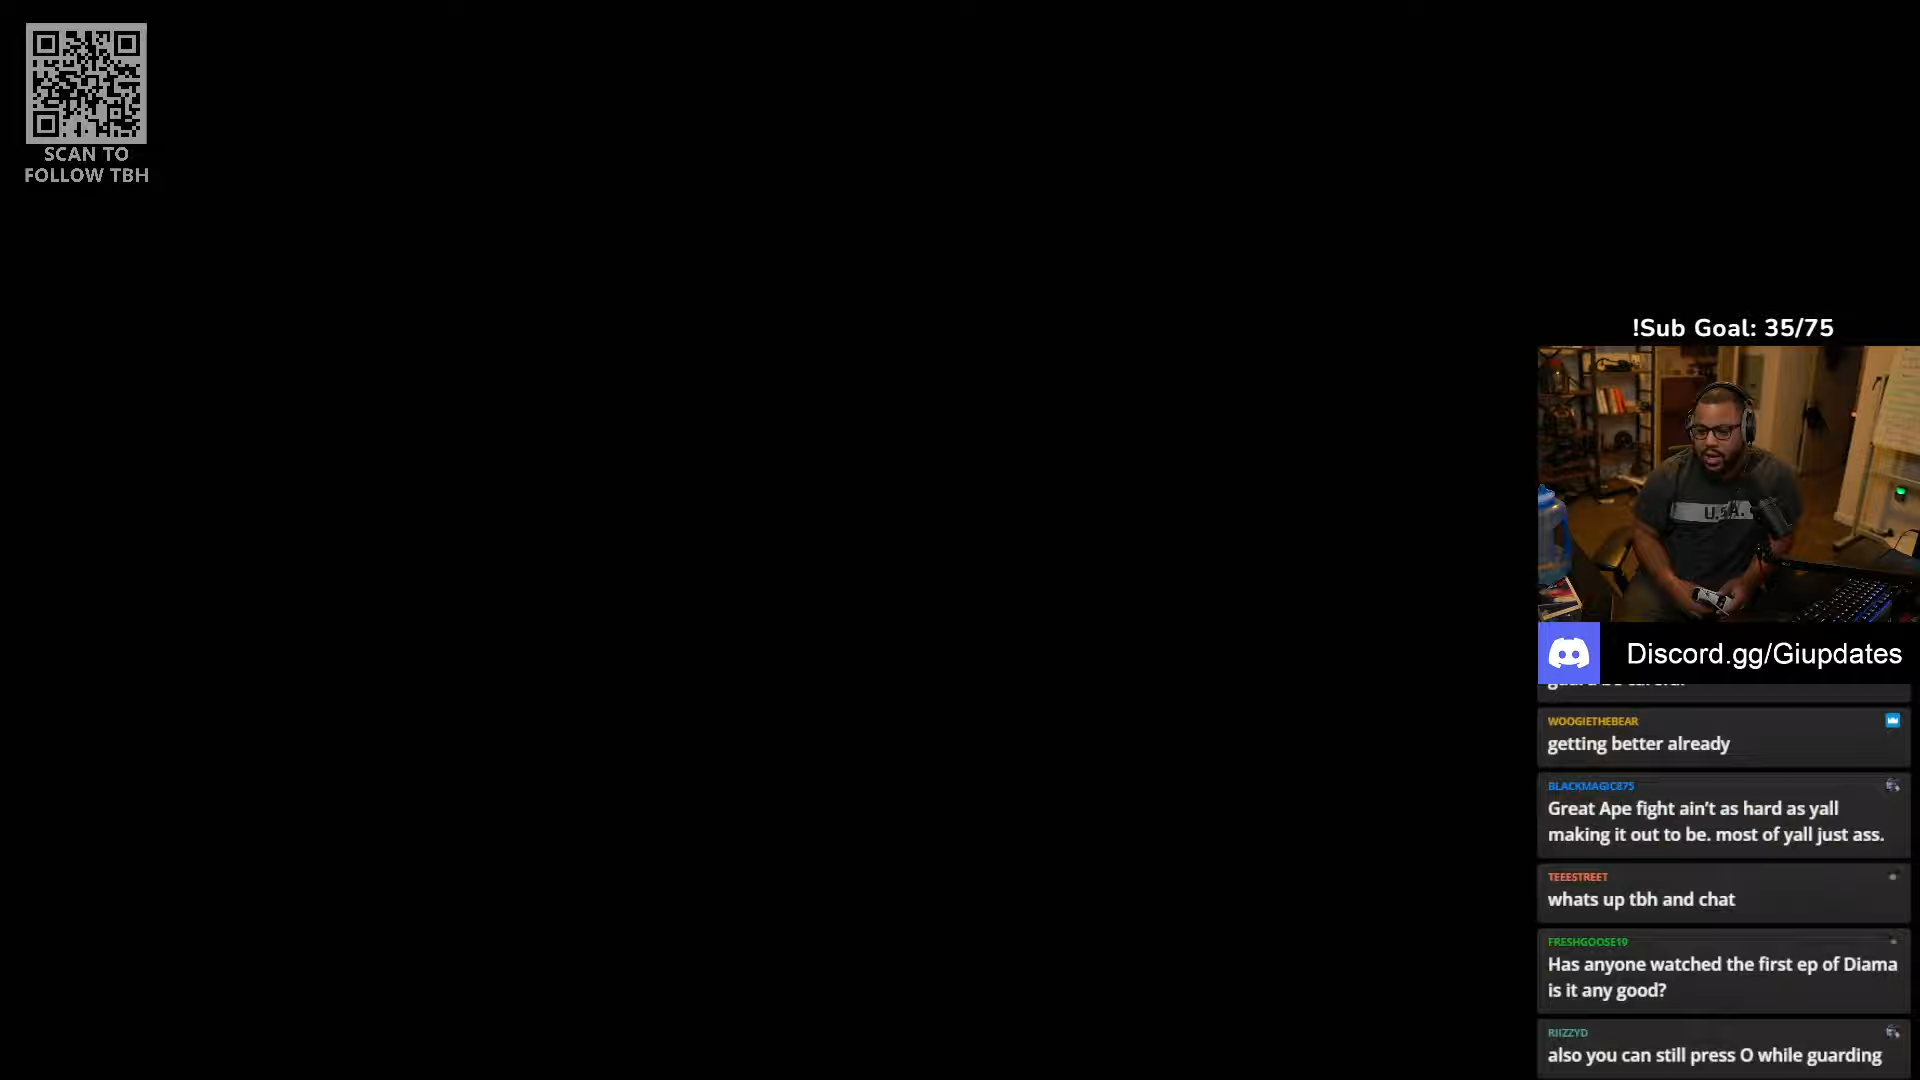 SCAN TO
FOLLOW TBH
!Sub Goal: 35/75
U.S.A.
Discord.gg/Giupdates
WOOGIETHEBEAR
getting better already
BLACKMAGIC875
Great Ape fight ain't as hard as yall
making it out to be. most of yall just ass.
TEEESTREET
whats up tbh and chat
FRESHGOOSE19
Has anyone watched the first ep of Diama
is it any good?
RIIZZYD
also you can still press O while guarding